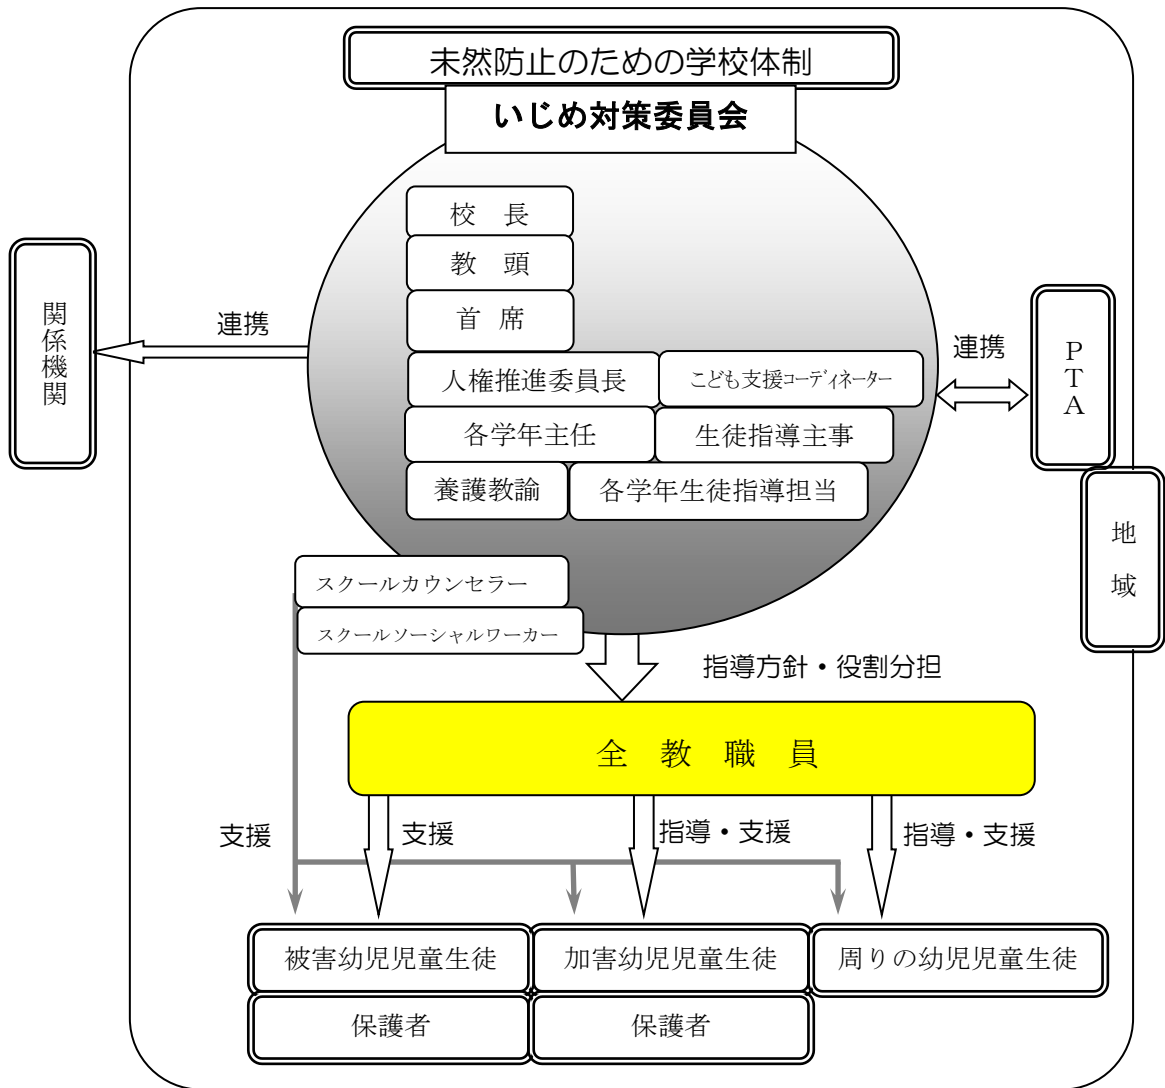 未然防止のための学校体制
いじめ対策委員会
校 長
教 頭
首 席
人権推進委員長
こども支援コーディネーター
各学年主任
生徒指導主事
養護教諭
各学年生徒指導担当
関係機関
連携
連携
PTA
地域
スクールカウンセラー
スクールソーシャルワーカー
指導方針・役割分担
全 教 職 員
支援
支援
指導・支援
指導・支援
被害幼児児童生徒
加害幼児児童生徒
周りの幼児児童生徒
保護者
保護者